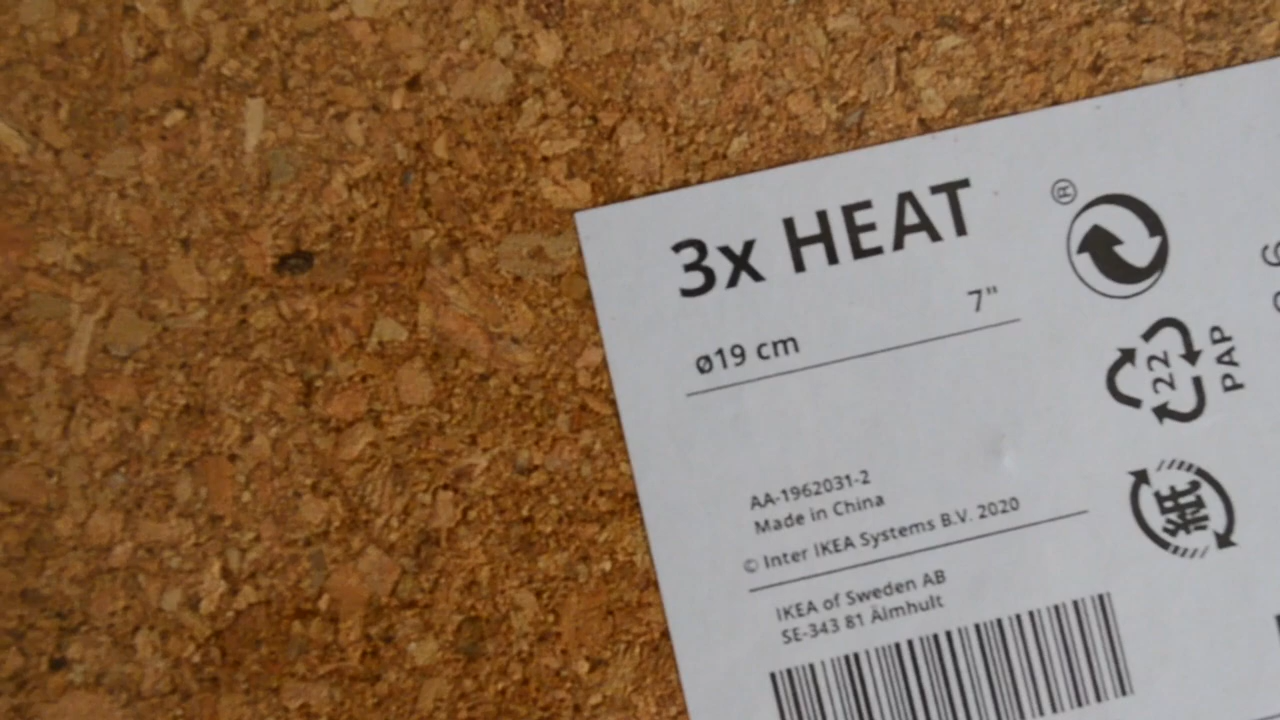 3x HEAT
®
ø19 cm 7"
22
PAP
紙
AA-1962031-2
Made in China
© Inter IKEA Systems B.V. 2020
IKEA of Sweden AB
SE-343 81 Älmhult